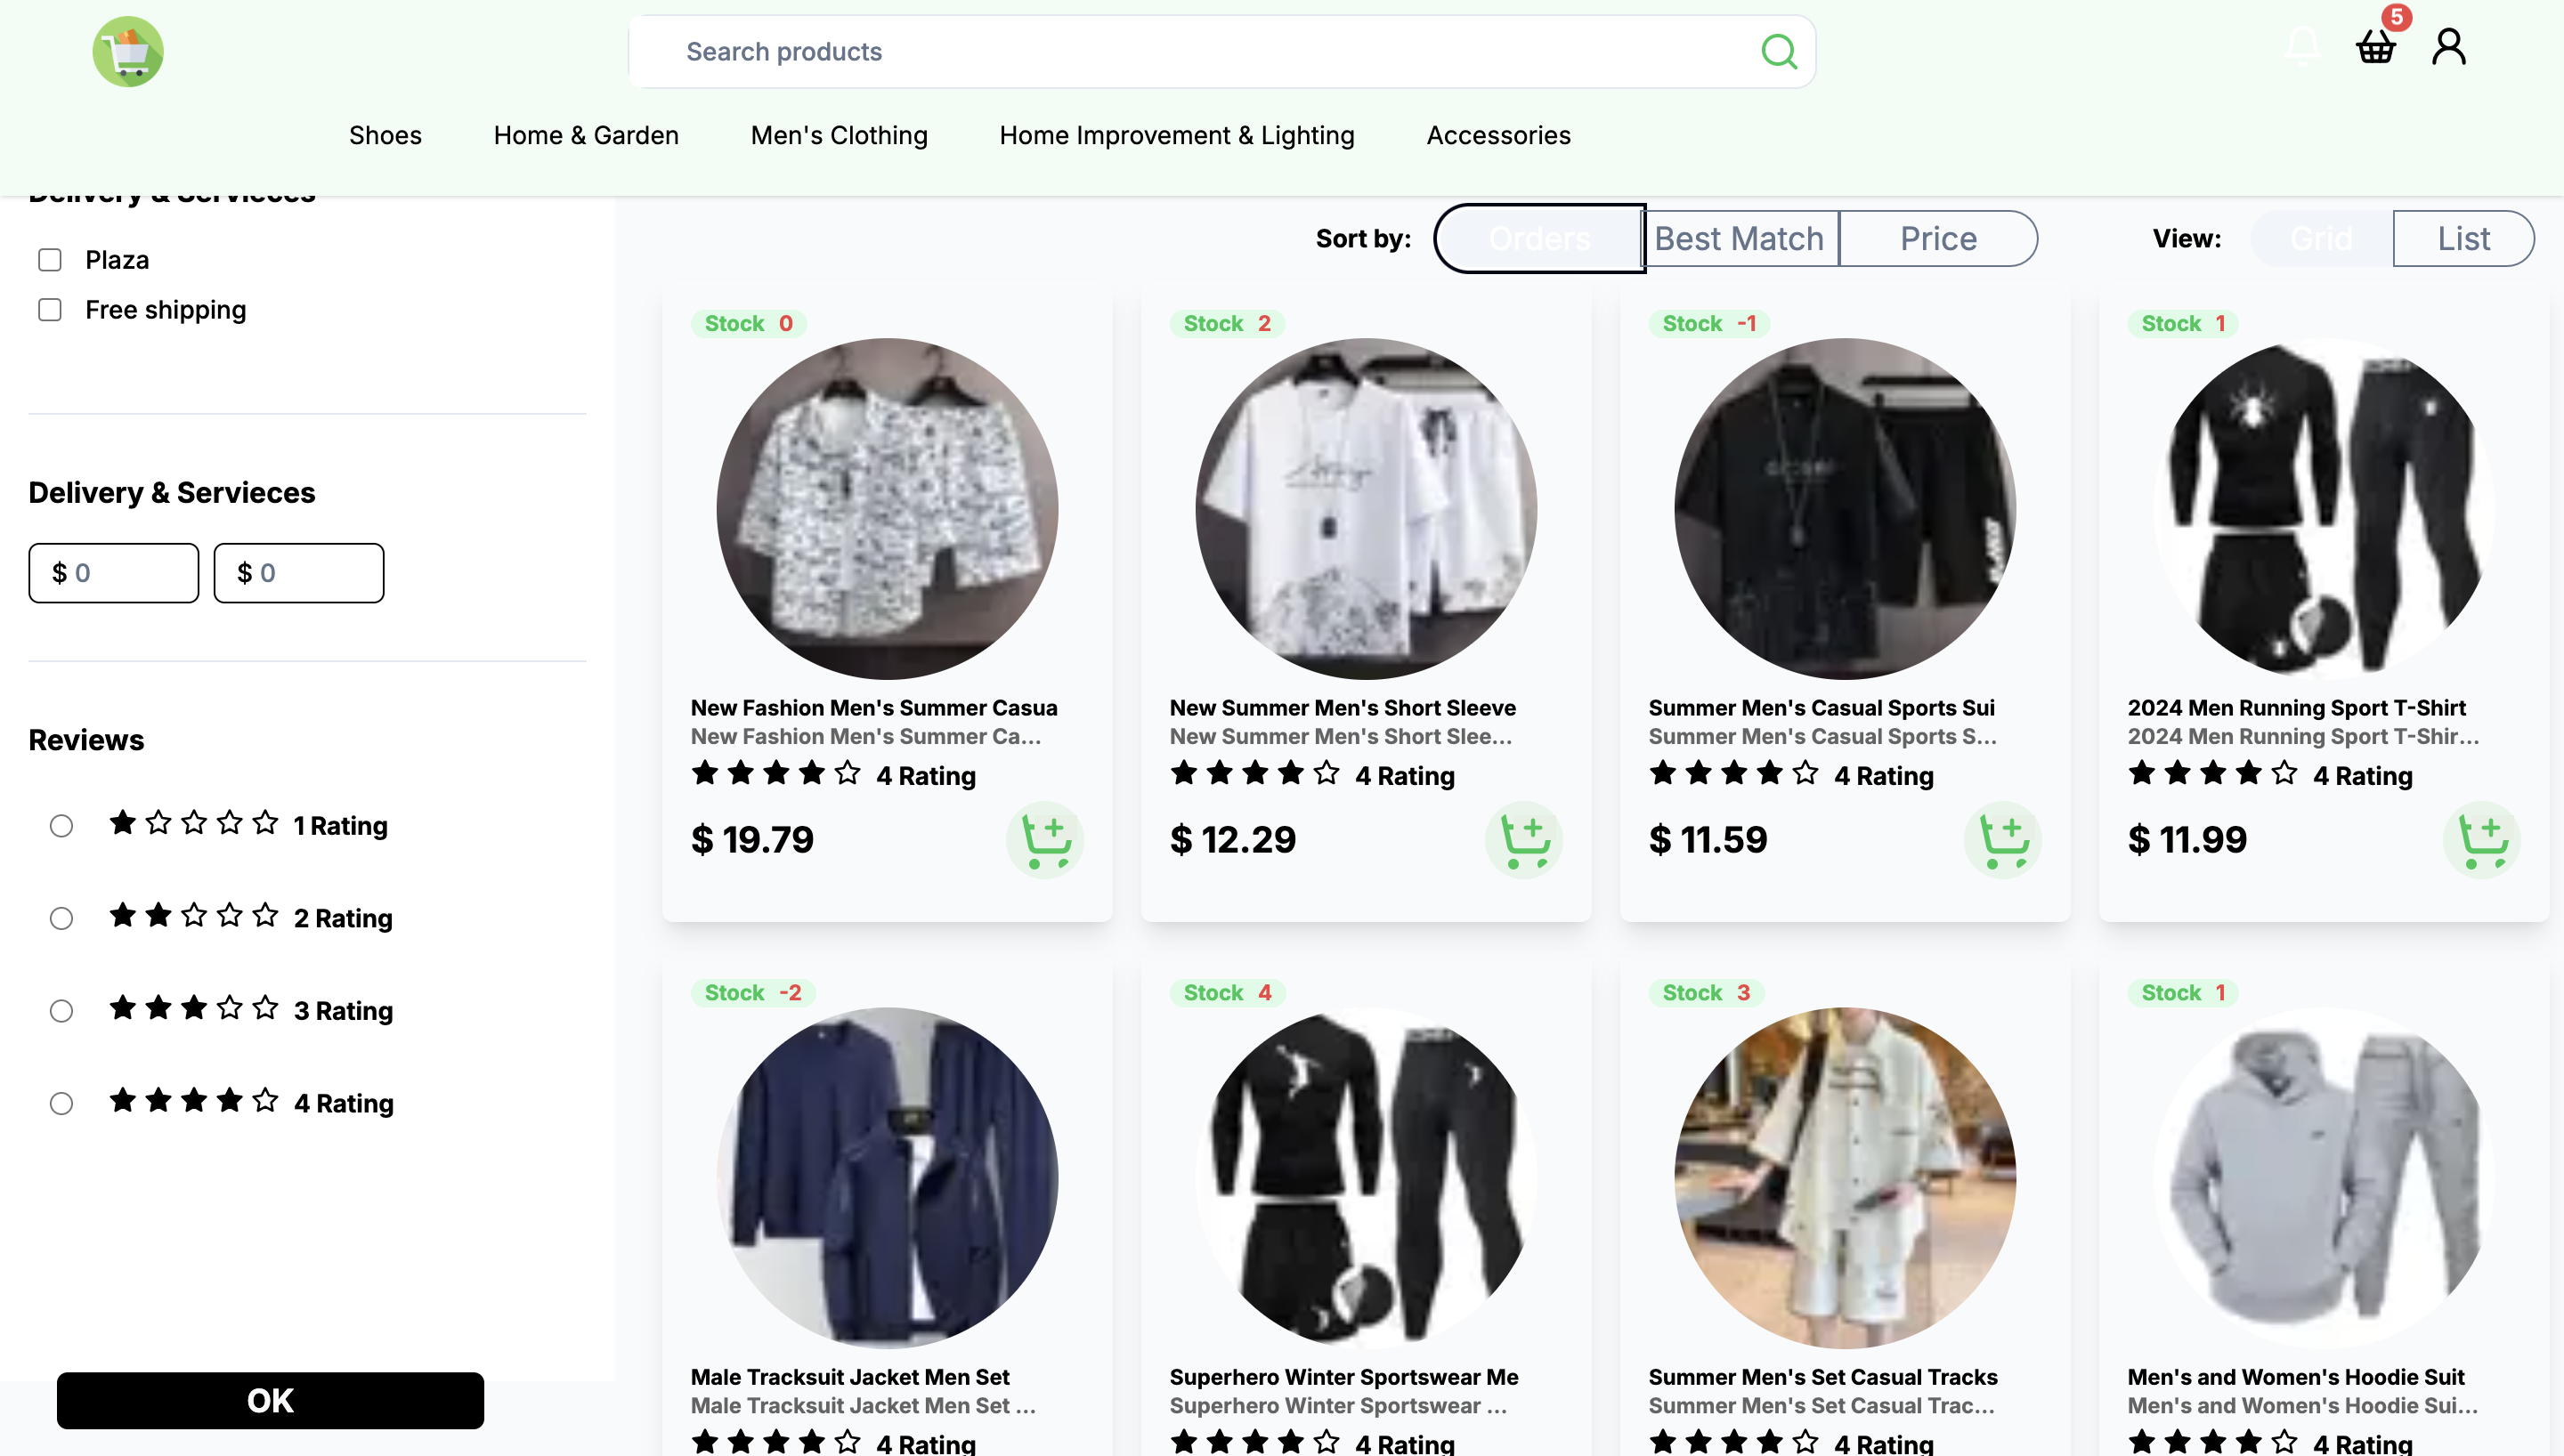 Search products
5
Shoes
Home & Garden
Men's Clothing
Home Improvement & Lighting
Accessories
Delivery & Servieces
Plaza
Free shipping
Delivery & Servieces
$ 0
$ 0
Reviews
1 Rating
2 Rating
3 Rating
4 Rating
OK
Sort by:
Orders
Best Match
Price
View:
Grid
List
Stock 0
New Fashion Men's Summer Casua
New Fashion Men's Summer Ca...
4 Rating
$ 19.79
Stock 2
New Summer Men's Short Sleeve
New Summer Men's Short Slee...
4 Rating
$ 12.29
Stock -1
Summer Men's Casual Sports Sui
Summer Men's Casual Sports S...
4 Rating
$ 11.59
Stock 1
2024 Men Running Sport T-Shirt
2024 Men Running Sport T-Shir...
4 Rating
$ 11.99
Stock -2
Male Tracksuit Jacket Men Set
Male Tracksuit Jacket Men Set ...
4 Rating
Stock 4
Superhero Winter Sportswear Me
Superhero Winter Sportswear ...
4 Rating
Stock 3
Summer Men's Set Casual Tracks
Summer Men's Set Casual Trac...
4 Rating
Stock 1
Men's and Women's Hoodie Suit
Men's and Women's Hoodie Sui...
4 Rating